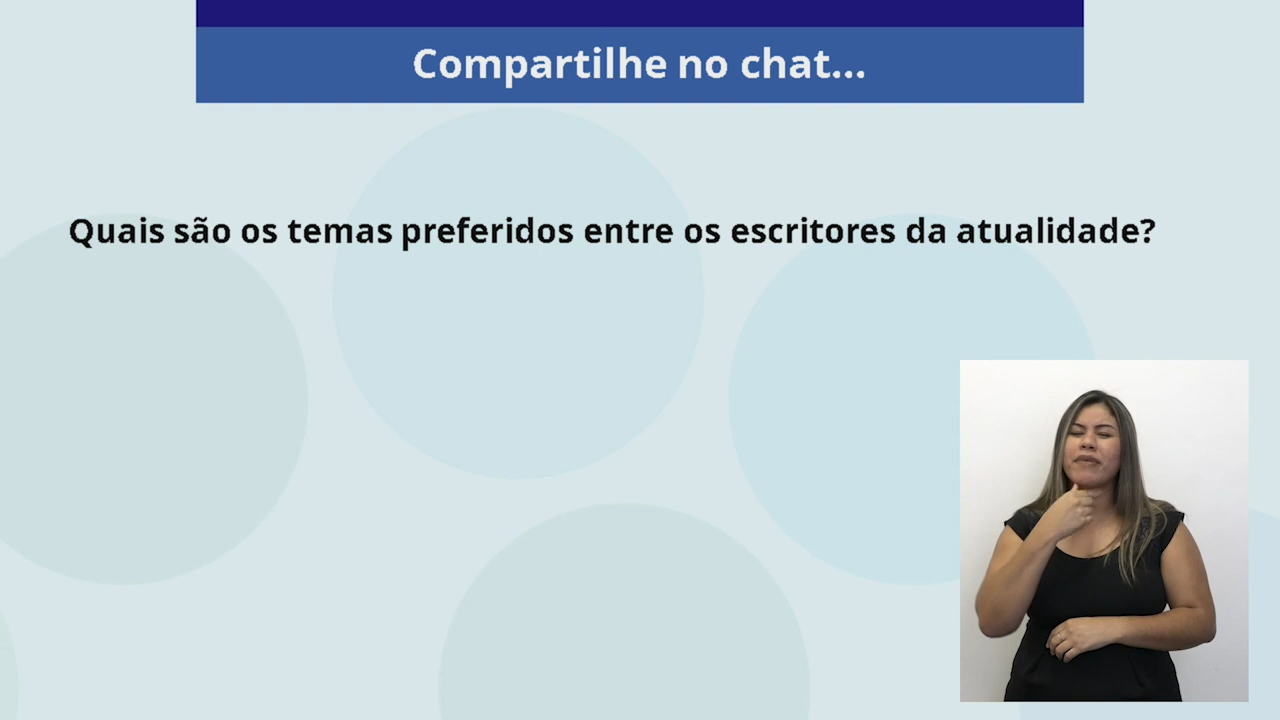 Compartilhe no chat...
Quais são os temas preferidos entre os escritores da atualidade?